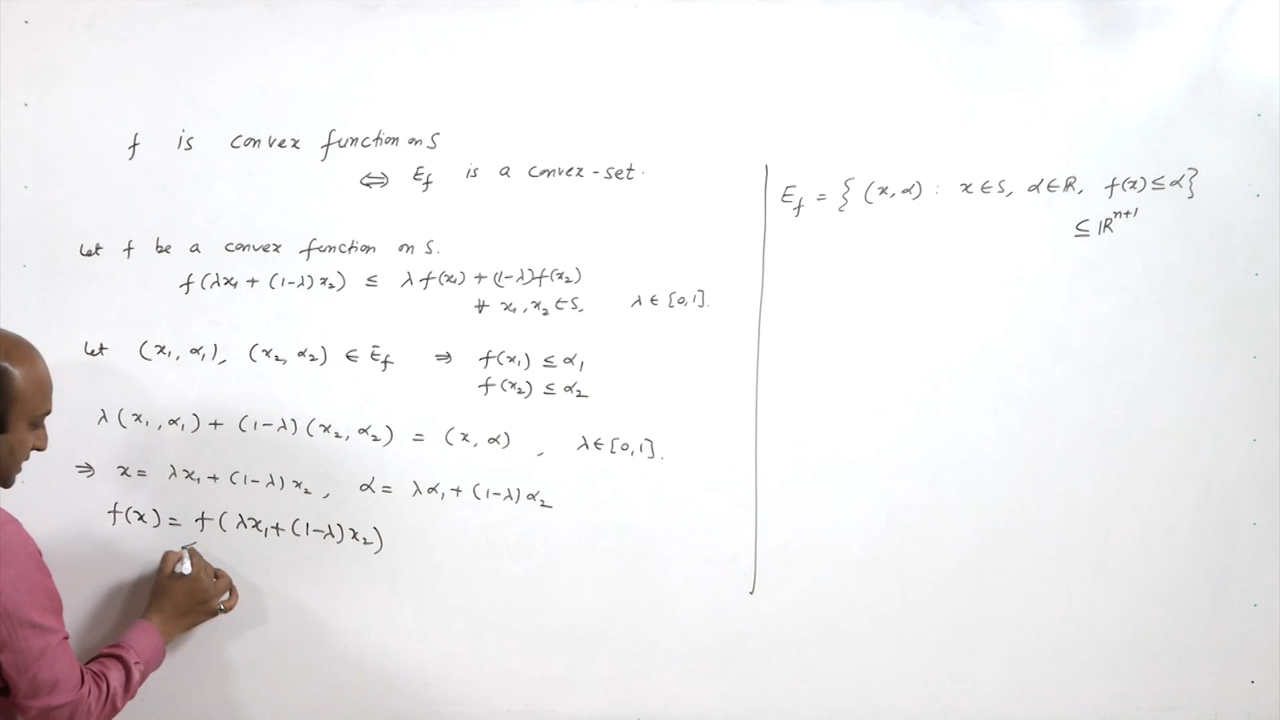 f is convex function on S
⇔ E_f is a convex-set.
Let f be a convex function on S.
f(λx₁ + (1-λ)x₂) ≤ λf(x₁) + (1-λ)f(x₂)
∀ x₁, x₂ ∈ S, λ ∈ [0,1].
Let (x₁, α₁), (x₂, α₂) ∈ E_f ⇒ f(x₁) ≤ α₁
f(x₂) ≤ α₂
λ(x₁, α₁) + (1-λ)(x₂, α₂) = (x, α), λ∈[0,1].
⇒ x = λx₁ + (1-λ)x₂, α = λα₁ + (1-λ)α₂
f(x) = f(λx₁+(1-λ)x₂)
E_f = { (x, α) : x∈S, α∈R, f(x) ≤ α}
⊆ ℝⁿ⁺¹